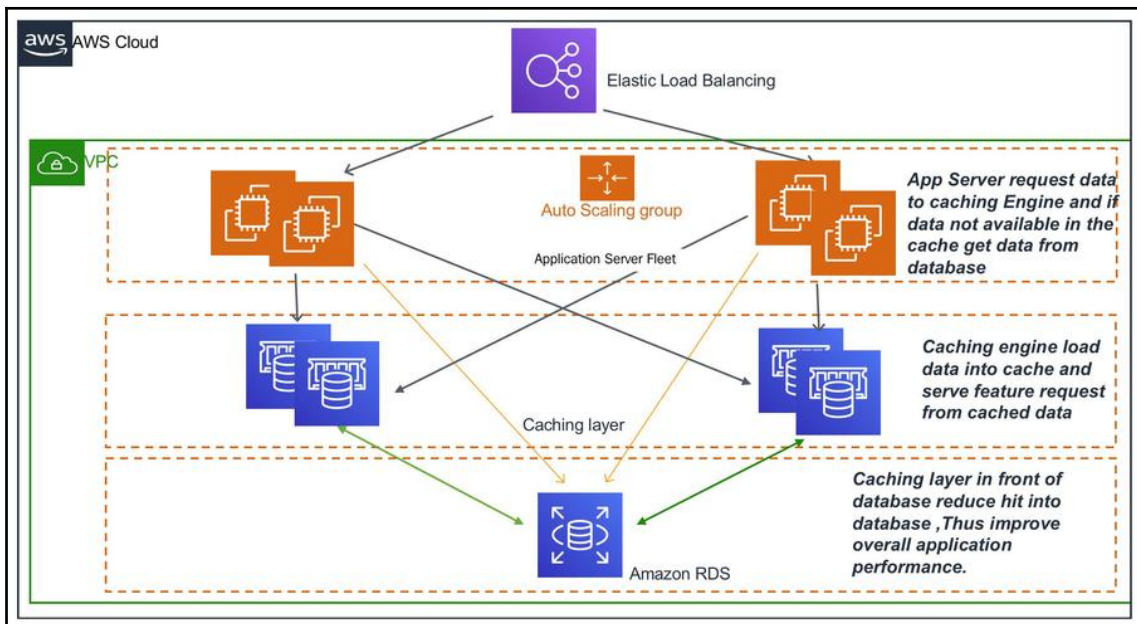 aws
AWS Cloud
Elastic Load Balancing
VPC
Auto Scaling group
Application Server Fleet
App Server request data
to caching Engine and if
data not available in the
cache get data from
database
Caching engine load
data into cache and
serve feature request
from cached data
Caching layer
Caching layer in front of
database reduce hit into
database ,Thus improve
overall application
performance.
Amazon RDS